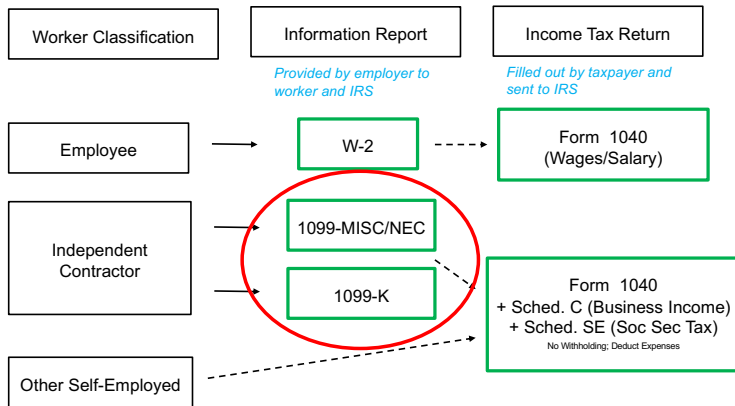 Worker Classification
Information Report
Income Tax Return
Provided by employer to
worker and IRS
Filled out by taxpayer and
sent to IRS
Employee
W-2
Form 1040
(Wages/Salary)
Independent
Contractor
1099-MISC/NEC
1099-K
Form 1040
+ Sched. C (Business Income)
+ Sched. SE (Soc Sec Tax)
No Withholding; Deduct Expenses
Other Self-Employed